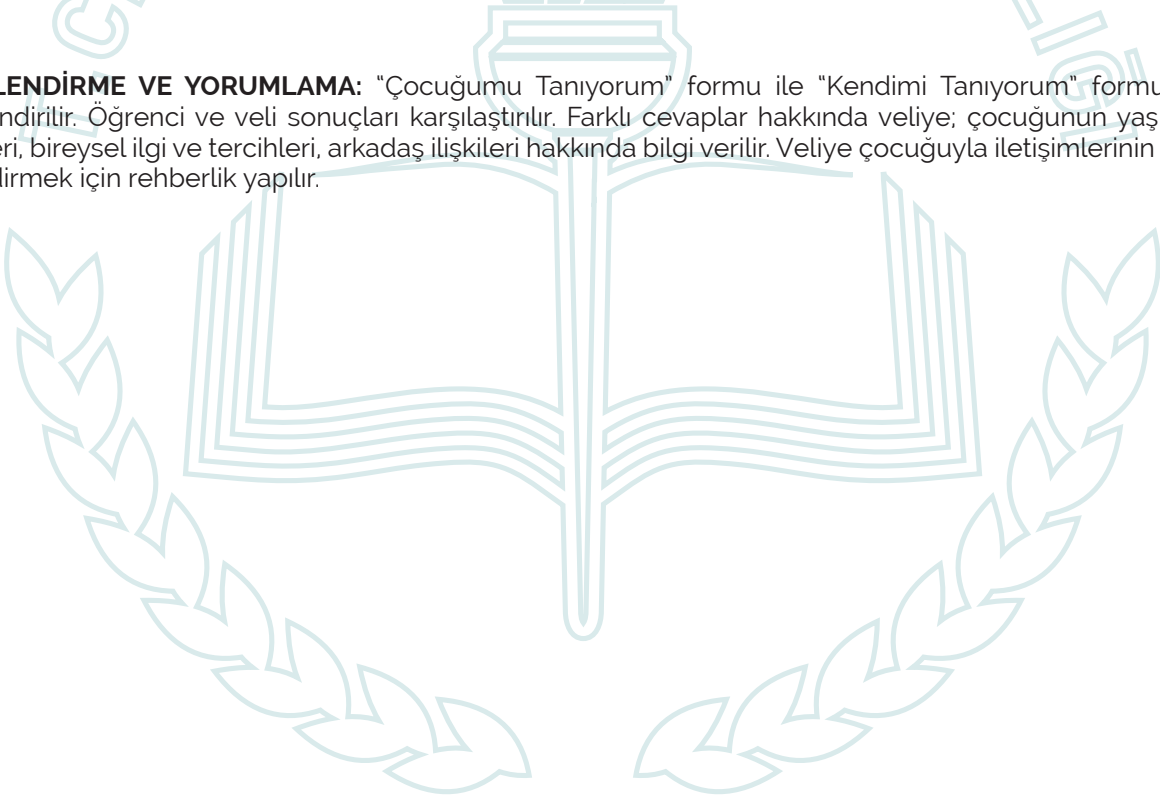 LENDİRME VE YORUMLAMA: “Çocuğumu Tanıyorum” formu ile “Kendimi Tanıyorum” formu
ndirilir. Öğrenci ve veli sonuçları karşılaştırılır. Farklı cevaplar hakkında veliye; çocuğunun yaş
eri, bireysel ilgi ve tercihleri, arkadaş ilişkileri hakkında bilgi verilir. Veliye çocuğuyla iletişimlerinin
dirmek için rehberlik yapılır.